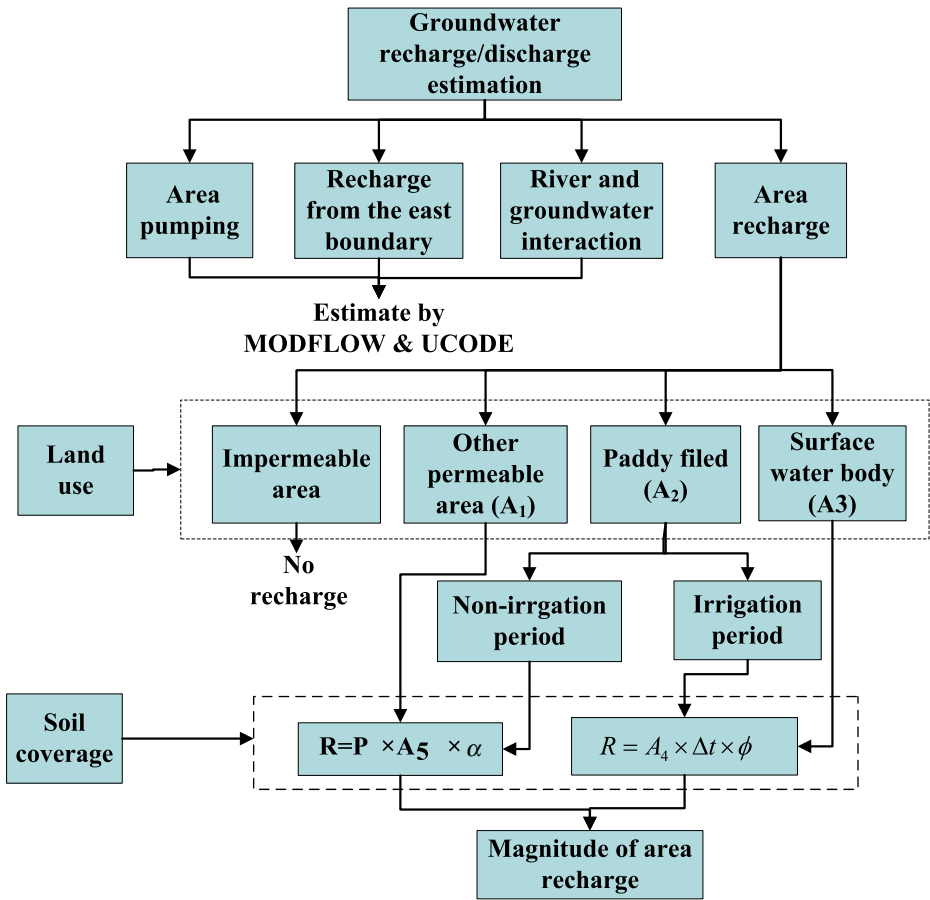 Groundwater
recharge/discharge
estimation
Area
pumping
Recharge
from the east
boundary
River and
groundwater
interaction
Area
recharge
Estimate by
MODFLOW & UCODE
Land
use
Impermeable
area
Other
permeable
area (A₁)
Paddy filed
(A₂)
Surface
water body
(A3)
No
recharge
Non-irrgation
period
Irrigation
period
Soil
coverage
R=P ×A5 ×α
R = A₄ × Δt × ϕ
Magnitude of area
recharge